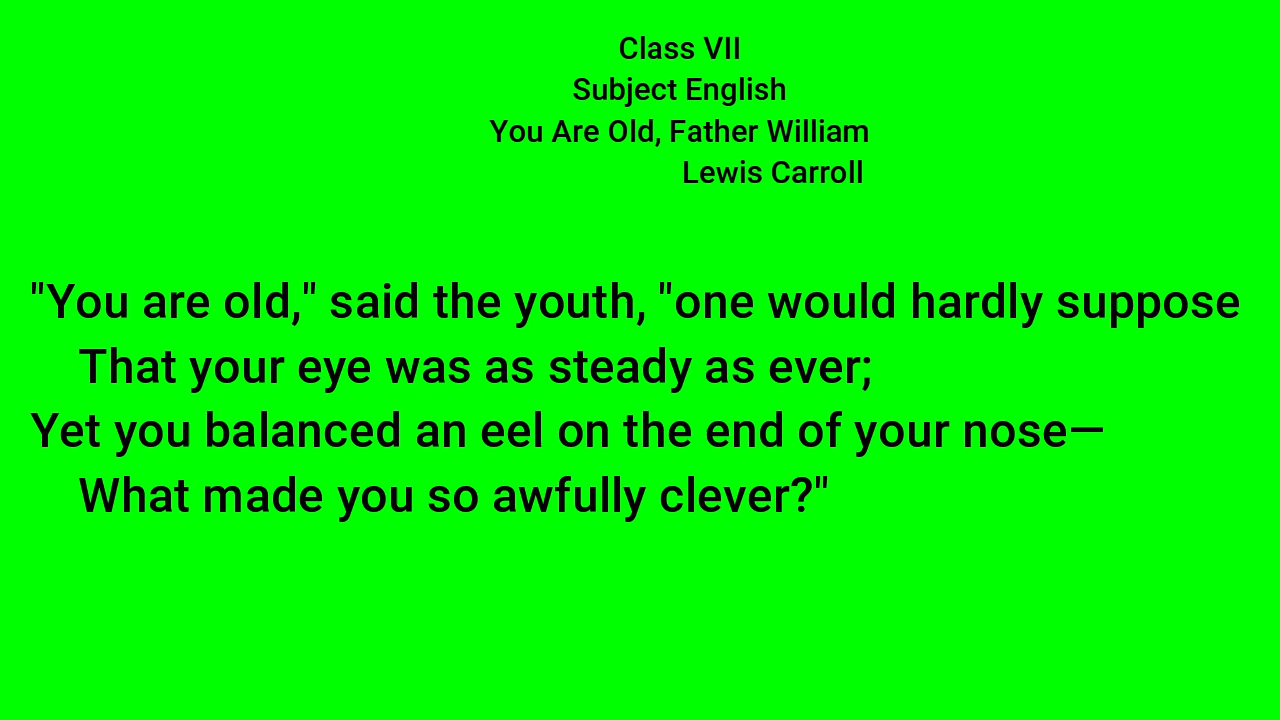 Class VII
Subject English
You Are Old, Father William
Lewis Carroll
"You are old," said the youth, "one would hardly suppose
That your eye was as steady as ever;
Yet you balanced an eel on the end of your nose—
What made you so awfully clever?"